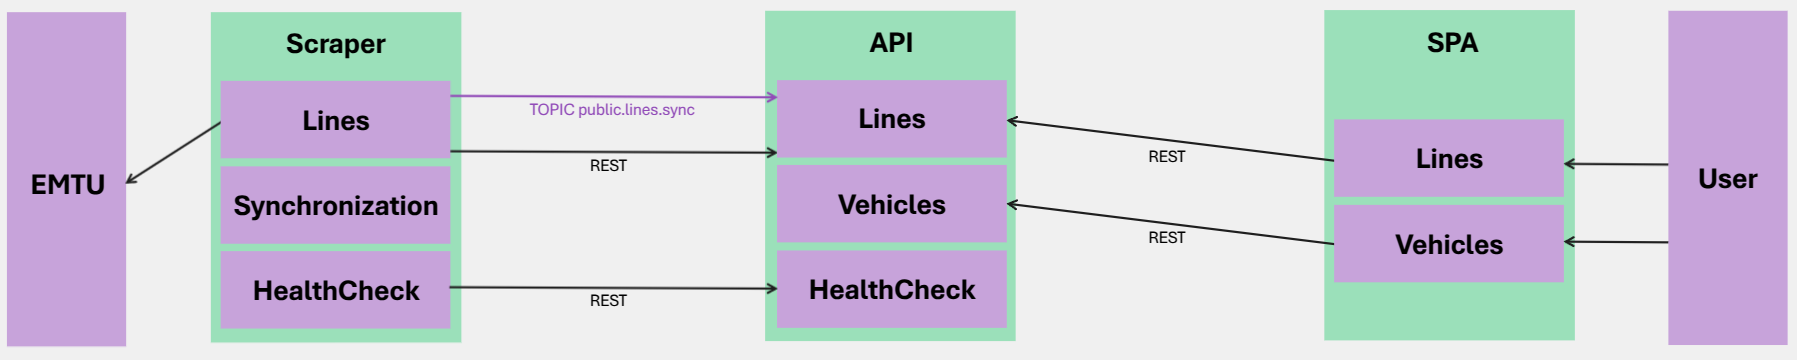 EMTU
Scraper
Lines
Synchronization
HealthCheck
TOPIC public.lines.sync
REST
REST
API
Lines
Vehicles
HealthCheck
REST
REST
SPA
Lines
Vehicles
User